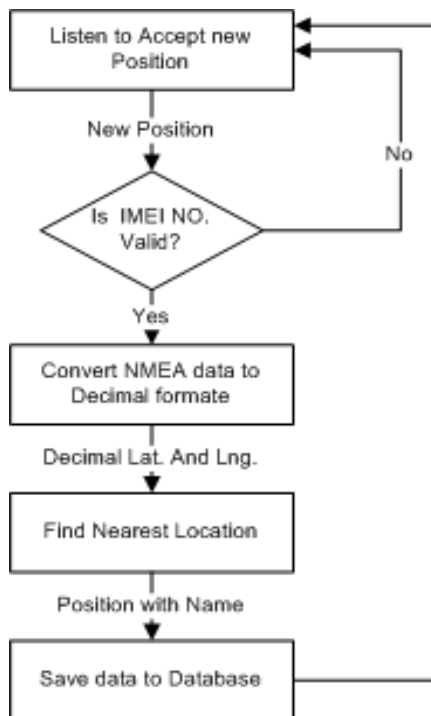 Listen to Accept new
Position
New Position
No
Is IMEI NO.
Valid?
Yes
Convert NMEA data to
Decimal formate
Decimal Lat. And Lng.
Find Nearest Location
Position with Name
Save data to Database